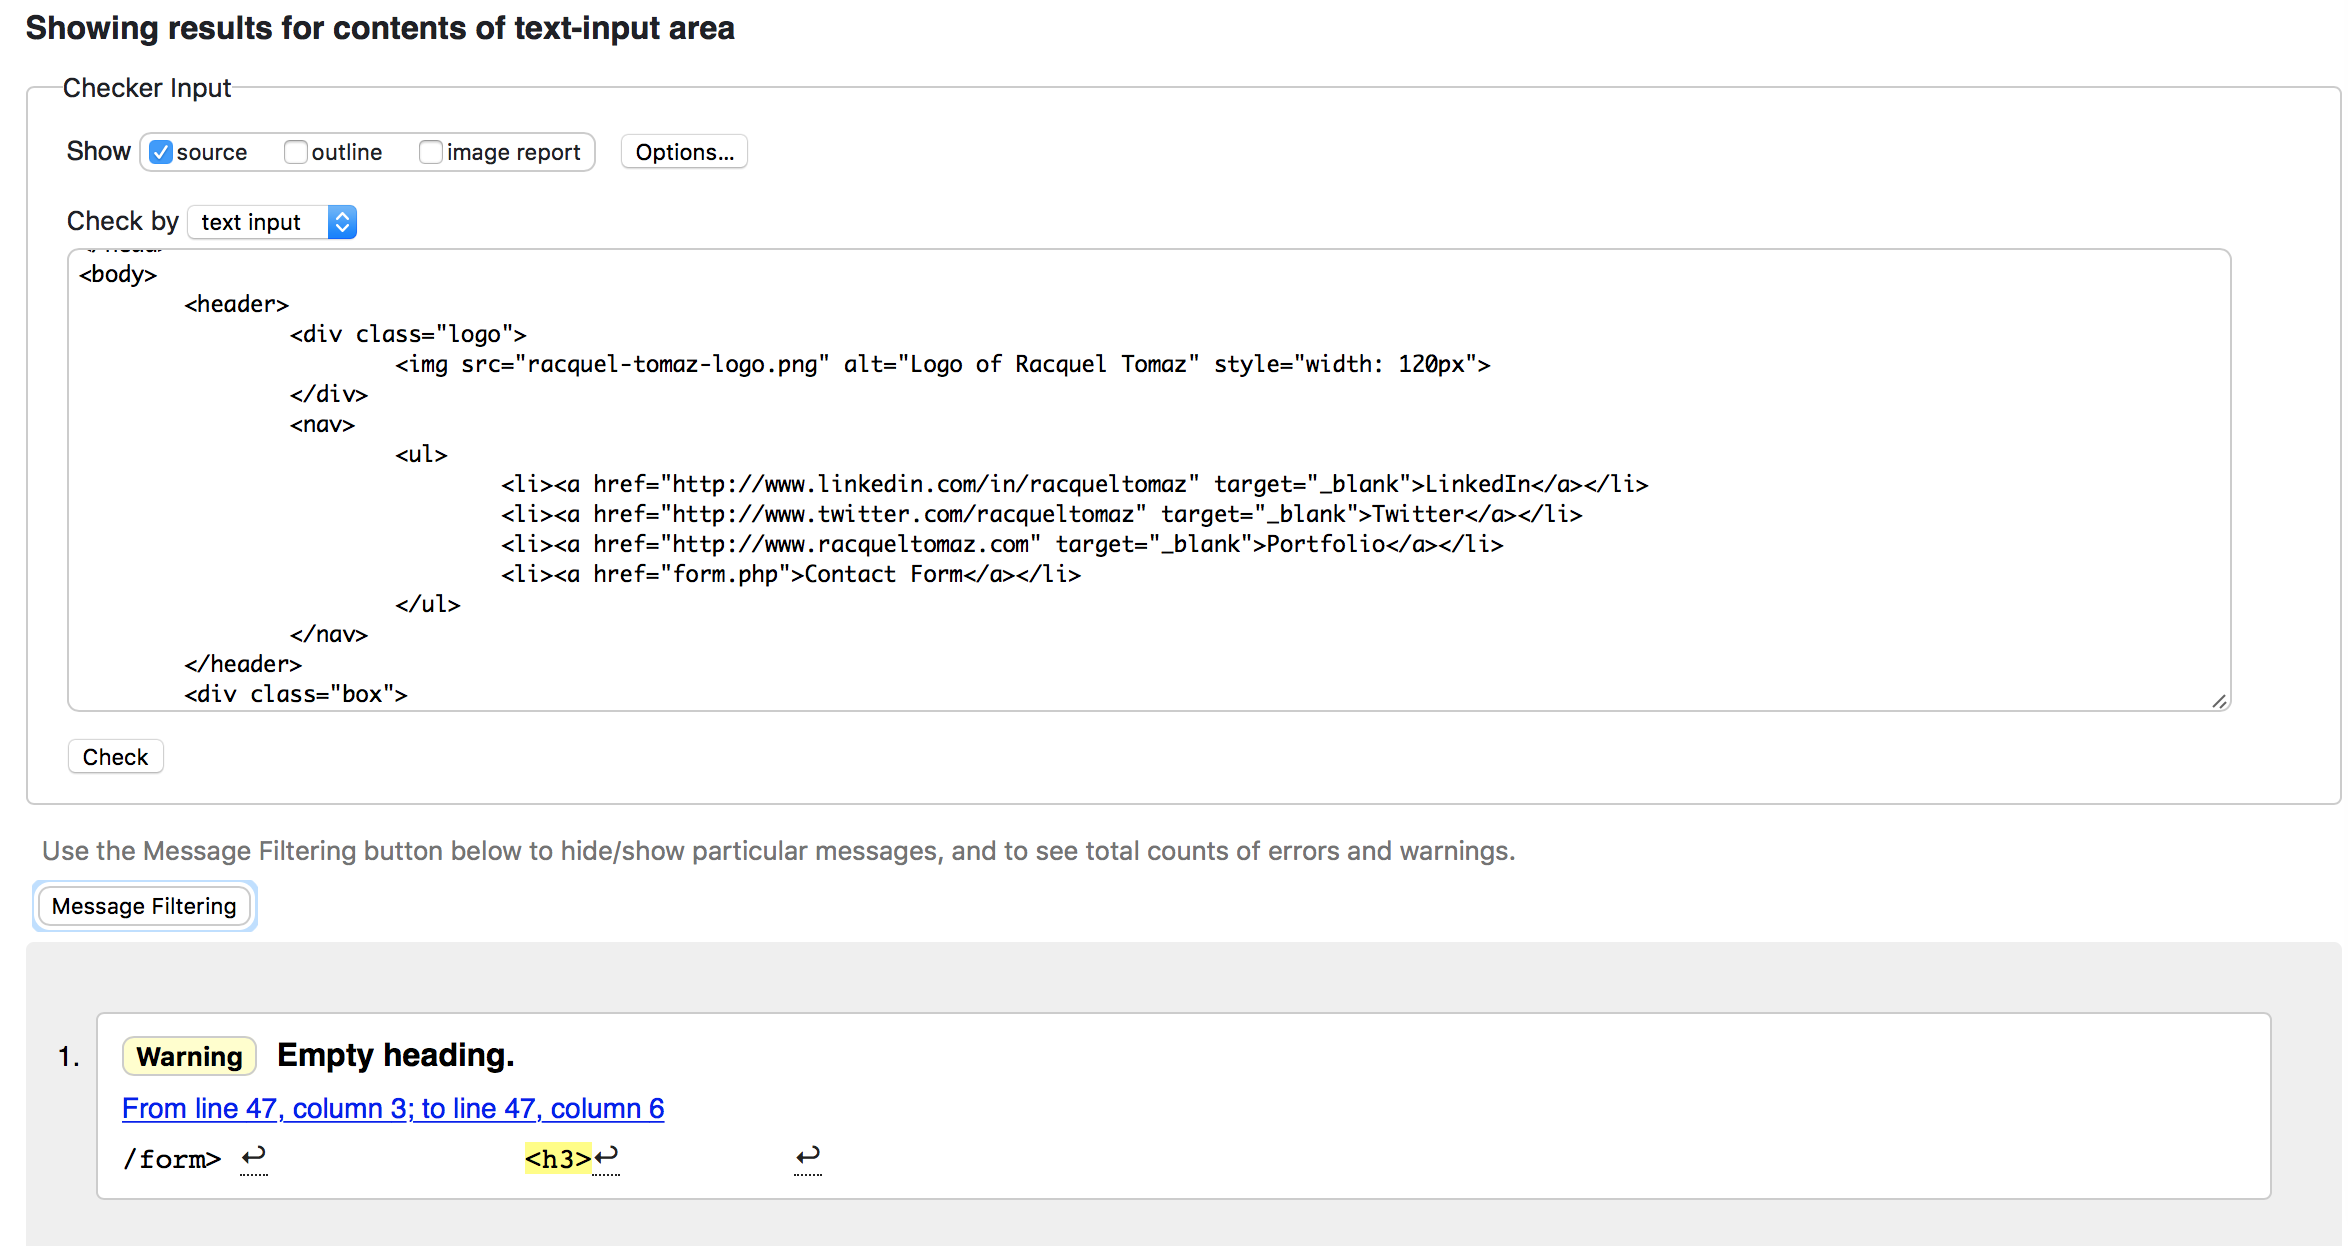 Showing results for contents of text-input area
Checker Input
Show source outline image report Options...
Check by text input
<body>
<header>
<div class="logo">
<img src="racquel-tomaz-logo.png" alt="Logo of Racquel Tomaz" style="width: 120px">
</div>
<nav>
<ul>
<li><a href="http://www.linkedin.com/in/racqueltomaz" target="_blank">LinkedIn</a></li>
<li><a href="http://www.twitter.com/racqueltomaz" target="_blank">Twitter</a></li>
<li><a href="http://www.racqueltomaz.com" target="_blank">Portfolio</a></li>
<li><a href="form.php">Contact Form</a></li>
</ul>
</nav>
</header>
<div class="box">
Check
Use the Message Filtering button below to hide/show particular messages, and to see total counts of errors and warnings.
Message Filtering
1. Warning Empty heading.
From line 47, column 3; to line 47, column 6
/form> ↩ <h3>↩ ↩